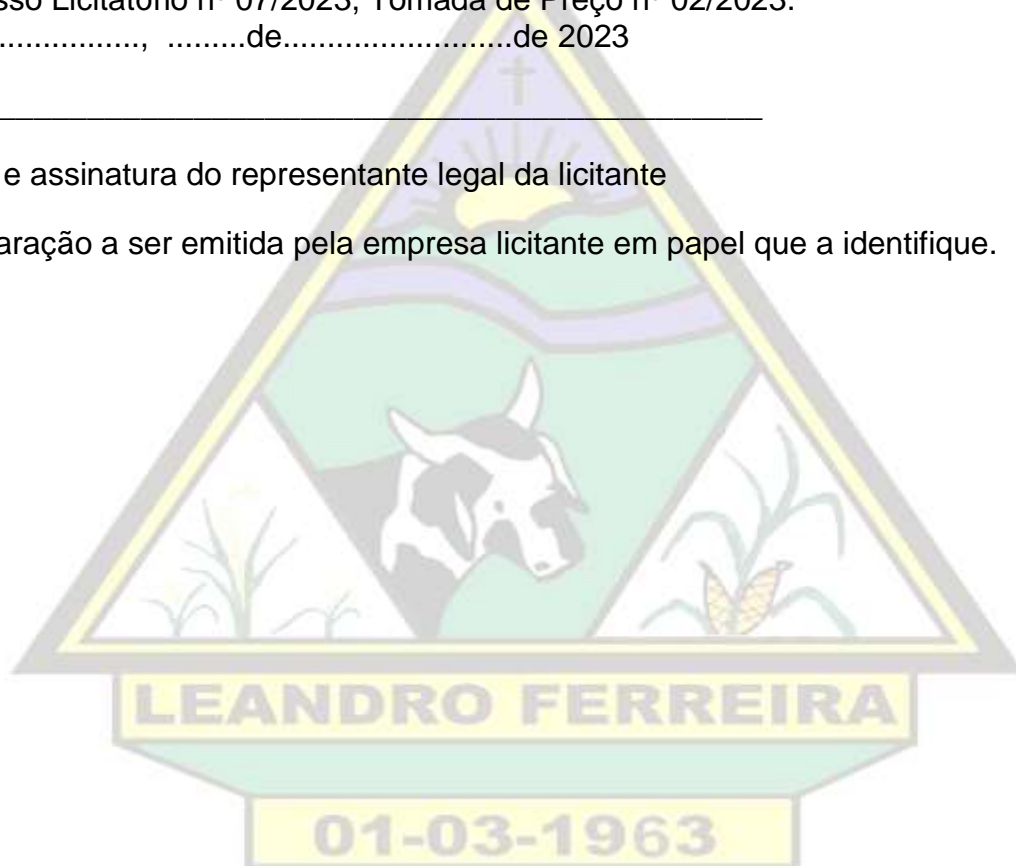 sso Licitatório nº 07/2023, Tomada de Preço nº 02/2023.
................, .........de..........................de 2023
e assinatura do representante legal da licitante
aração a ser emitida pela empresa licitante em papel que a identifique.
LEANDRO FERREIRA
01-03-1963